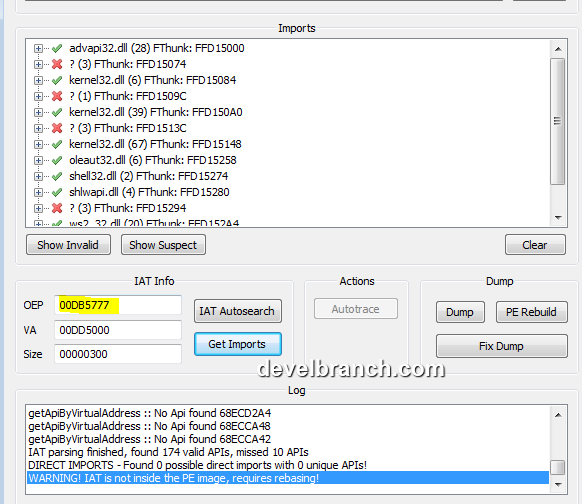 Imports
advapi32.dll (28) FThunk: FFD15000
? (3) FThunk: FFD15074
kernel32.dll (6) FThunk: FFD15084
? (1) FThunk: FFD1509C
kernel32.dll (39) FThunk: FFD150A0
? (3) FThunk: FFD1513C
kernel32.dll (67) FThunk: FFD15148
oleaut32.dll (6) FThunk: FFD15258
shell32.dll (2) FThunk: FFD15274
shlwapi.dll (4) FThunk: FFD15280
? (3) FThunk: FFD15294
ws2_32.dll (20) FThunk: FFD152A4
Show Invalid Show Suspect Clear
IAT Info Actions Dump
OEP 00DB5777 IAT Autosearch Autotrace Dump PE Rebuild
VA 00DD5000
Size 00000300 Get Imports Fix Dump
develbranch.com
Log
getApiByVirtualAddress :: No Api found 68ECD2A4
getApiByVirtualAddress :: No Api found 68ECCA48
getApiByVirtualAddress :: No Api found 68ECCA42
IAT parsing finished, found 174 valid APIs, missed 10 APIs
DIRECT IMPORTS - Found 0 possible direct imports with 0 unique APIs!
WARNING! IAT is not inside the PE image, requires rebasing!